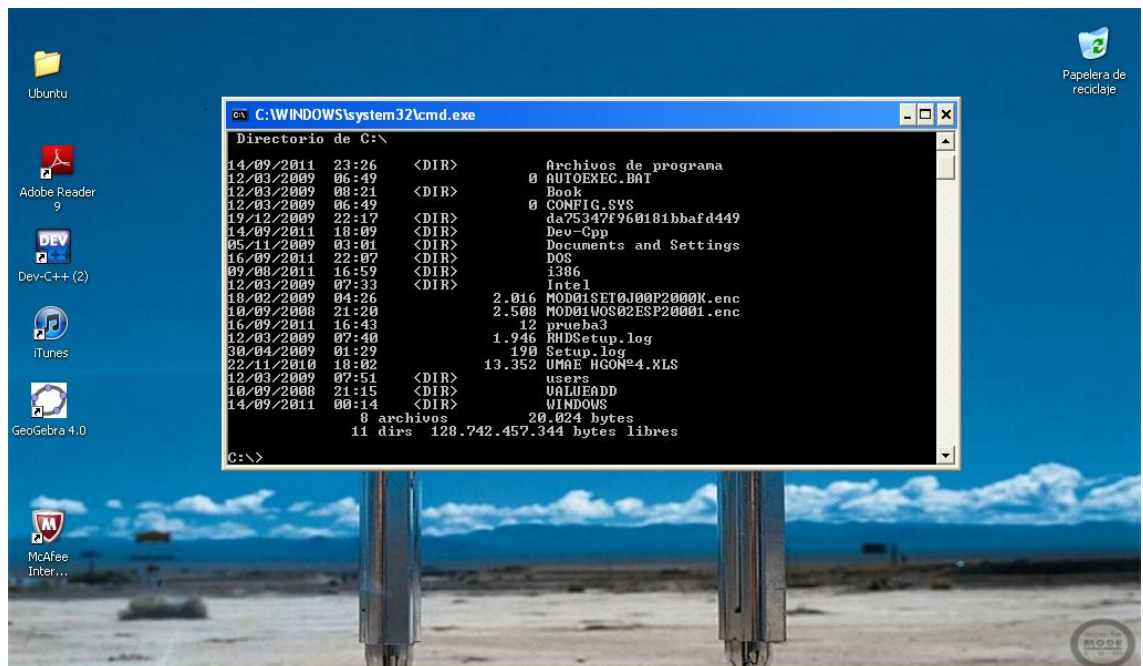 Ubuntu
Adobe Reader
9
DEV
C++
Dev-C++ (2)
iTunes
GeoGebra 4.0
M
McAfee
Inter...
Papelera de
reciclaje
C:\WINDOWS\system32\cmd.exe
Directorio de C:\
14/09/2011 23:26 <DIR> Archivos de programa
12/03/2009 06:49 0 AUTOEXEC.BAT
12/03/2009 08:21 <DIR> Book
12/03/2009 06:49 0 CONFIG.SYS
19/12/2009 22:17 <DIR> da75347f960181bbafd449
14/09/2011 18:09 <DIR> Dev-Cpp
05/11/2009 03:01 <DIR> Documents and Settings
16/09/2011 22:07 <DIR> DOS
09/08/2011 16:59 <DIR> i386
12/03/2009 07:33 <DIR> Intel
18/02/2009 04:26 2.016 MOD01SET0J00P2000K.enc
10/09/2008 21:20 2.508 MOD01WOS02ESP20001.enc
16/09/2011 16:43 12 prueba3
12/03/2009 07:40 1.946 RHDSetup.log
30/04/2009 01:29 190 Setup.log
22/11/2010 18:02 13.352 UMAE HGONº4.XLS
12/03/2009 07:51 <DIR> users
10/09/2008 21:15 <DIR> VALUEADD
14/09/2011 00:14 <DIR> WINDOWS
8 archivos 20.024 bytes
11 dirs 128.742.457.344 bytes libres
C:\>
depeche
MODE